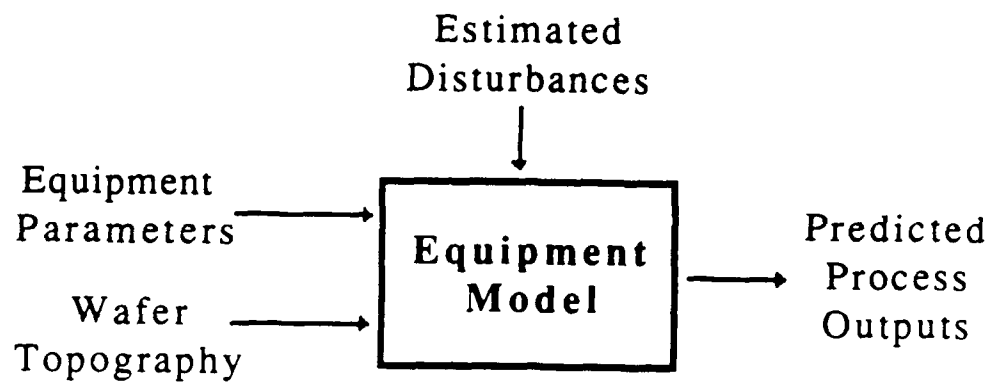 Estimated
Disturbances
Equipment
Parameters
Wafer
Topography
Equipment
Model
Predicted
Process
Outputs